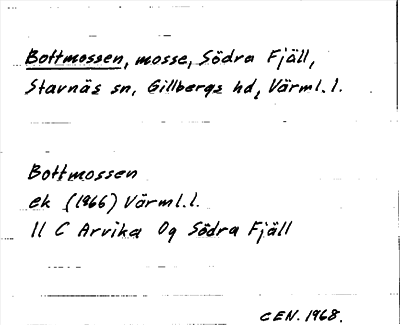 Bottmossen, mosse, Södra Fjäll,
Stavnäs sn, Gillbergs hd, Värml.l.
Bottmossen
ek (1966) Värml.l.
11 C Arvika 0g Södra Fjäll
CEN. 1968.